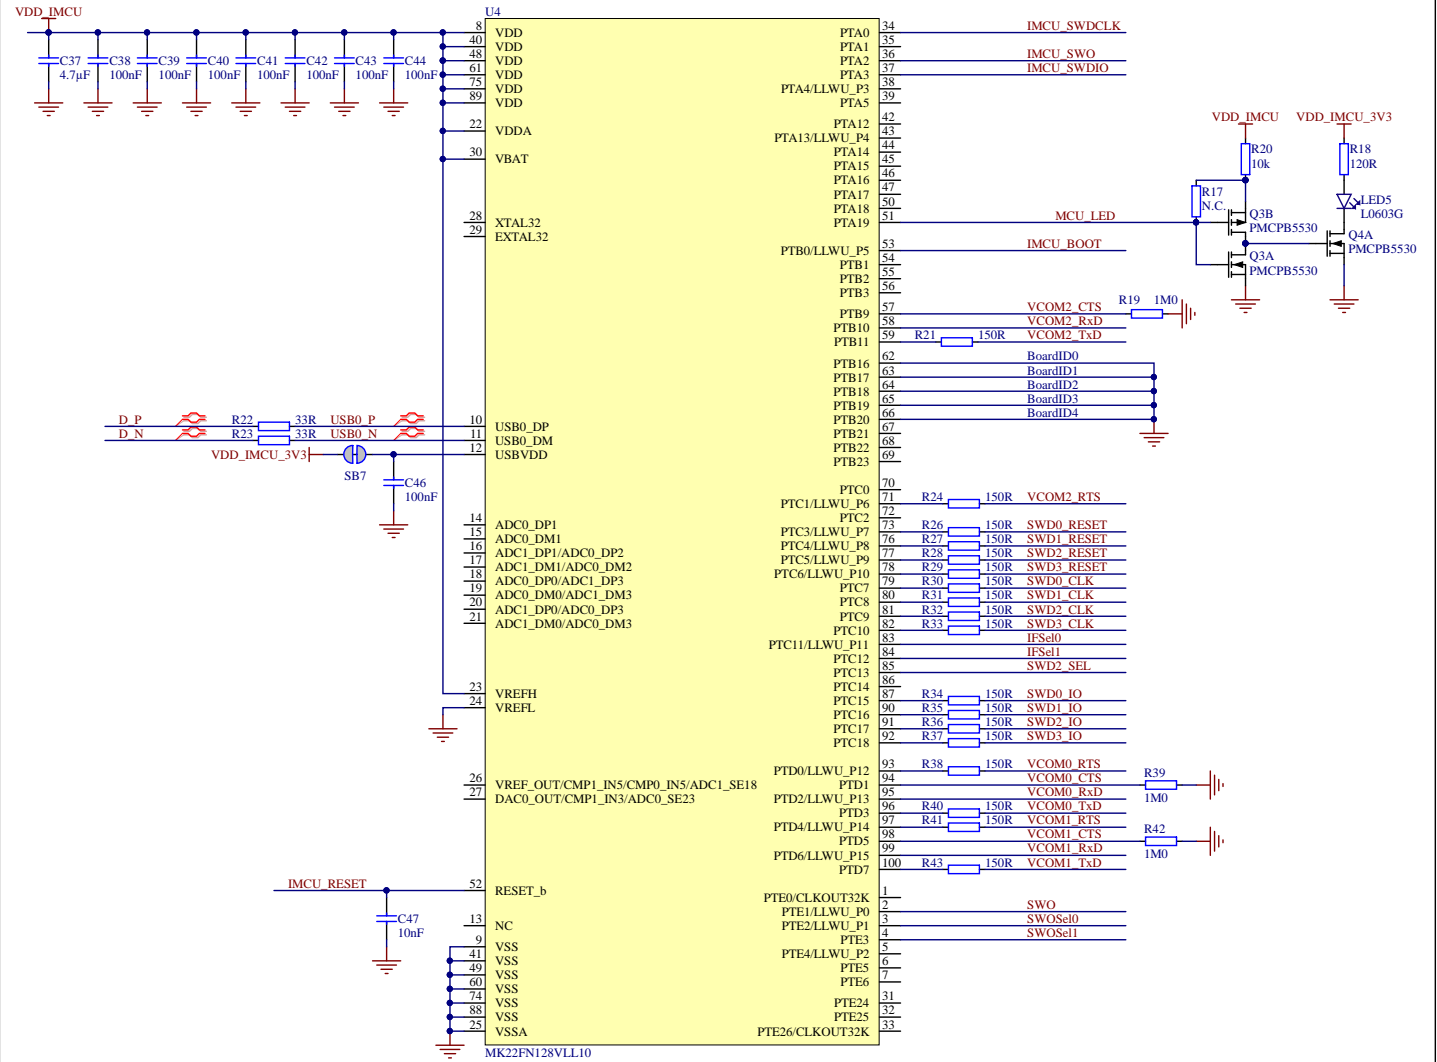 VDD_IMCU
C37 4.7µF
C38 100nF
C39 100nF
C40 100nF
C41 100nF
C42 100nF
C43 100nF
C44 100nF
U4
8 VDD
40 VDD
48 VDD
61 VDD
75 VDD
89 VDD
22 VDDA
30 VBAT
28 XTAL32
29 EXTAL32
D_P R22 33R USB0_P 10 USB0_DP
D_N R23 33R USB0_N 11 USB0_DM
VDD_IMCU_3V3 SB7 12 USBVDD
C46 100nF
14 ADC0_DP1
15 ADC0_DM1
16 ADC1_DP1/ADC0_DP2
17 ADC1_DM1/ADC0_DM2
18 ADC0_DP0/ADC1_DP3
19 ADC0_DM0/ADC1_DM3
20 ADC1_DP0/ADC0_DP3
21 ADC1_DM0/ADC0_DM3
23 VREFH
24 VREFL
26 VREF_OUT/CMP1_IN5/CMP0_IN5/ADC1_SE18
27 DAC0_OUT/CMP1_IN3/ADC0_SE23
IMCU_RESET 52 RESET_b
C47 10nF
13 NC
9 VSS
41 VSS
49 VSS
60 VSS
74 VSS
88 VSS
25 VSSA
MK22FN128VLL10
PTA0 34 IMCU_SWDCLK
PTA1 35
PTA2 36 IMCU_SWO
PTA3 37 IMCU_SWDIO
PTA4/LLWU_P3 38
PTA5 39
PTA12 42
PTA13/LLWU_P4 43
PTA14 44
PTA15 45
PTA16 46
PTA17 47
PTA18 50
PTA19 51 MCU_LED
PTB0/LLWU_P5 53 IMCU_BOOT
PTB1 54
PTB2 55
PTB3 56
PTB9 57 VCOM2_CTS R19 1M0
PTB10 58 VCOM2_RxD
PTB11 59 R21 150R VCOM2_TxD
PTB16 62 BoardID0
PTB17 63 BoardID1
PTB18 64 BoardID2
PTB19 65 BoardID3
PTB20 66 BoardID4
PTB21 67
PTB22 68
PTB23 69
PTC0 70
PTC1/LLWU_P6 71 R24 150R VCOM2_RTS
PTC2 72
PTC3/LLWU_P7 73 R26 150R SWD0_RESET
PTC4/LLWU_P8 76 R27 150R SWD1_RESET
PTC5/LLWU_P9 77 R28 150R SWD2_RESET
PTC6/LLWU_P10 78 R29 150R SWD3_RESET
PTC7 79 R30 150R SWD0_CLK
PTC8 80 R31 150R SWD1_CLK
PTC9 81 R32 150R SWD2_CLK
PTC10 82 R33 150R SWD3_CLK
PTC11/LLWU_P11 83 IFSel0
PTC12 84 IFSel1
PTC13 85 SWD2_SEL
PTC14 86
PTC15 87 R34 150R SWD0_IO
PTC16 90 R35 150R SWD1_IO
PTC17 91 R36 150R SWD2_IO
PTC18 92 R37 150R SWD3_IO
PTD0/LLWU_P12 93 R38 150R VCOM0_RTS
PTD1 94 VCOM0_CTS R39 1M0
PTD2/LLWU_P13 95 VCOM0_RxD
PTD3 96 R40 150R VCOM0_TxD
PTD4/LLWU_P14 97 R41 150R VCOM1_RTS
PTD5 98 VCOM1_CTS R42 1M0
PTD6/LLWU_P15 99 VCOM1_RxD
PTD7 100 R43 150R VCOM1_TxD
PTE0/CLKOUT32K 1
PTE1/LLWU_P0 2 SWO
PTE2/LLWU_P1 3 SWOSel0
PTE3 4 SWOSel1
PTE4/LLWU_P2 5
PTE5 6
PTE6 7
PTE24 31
PTE25 32
PTE26/CLKOUT32K 33
VDD_IMCU VDD_IMCU_3V3
R20 10k
R18 120R
R17 N.C.
LED5 L0603G
Q3B PMCPB5530
Q4A PMCPB5530
Q3A PMCPB5530